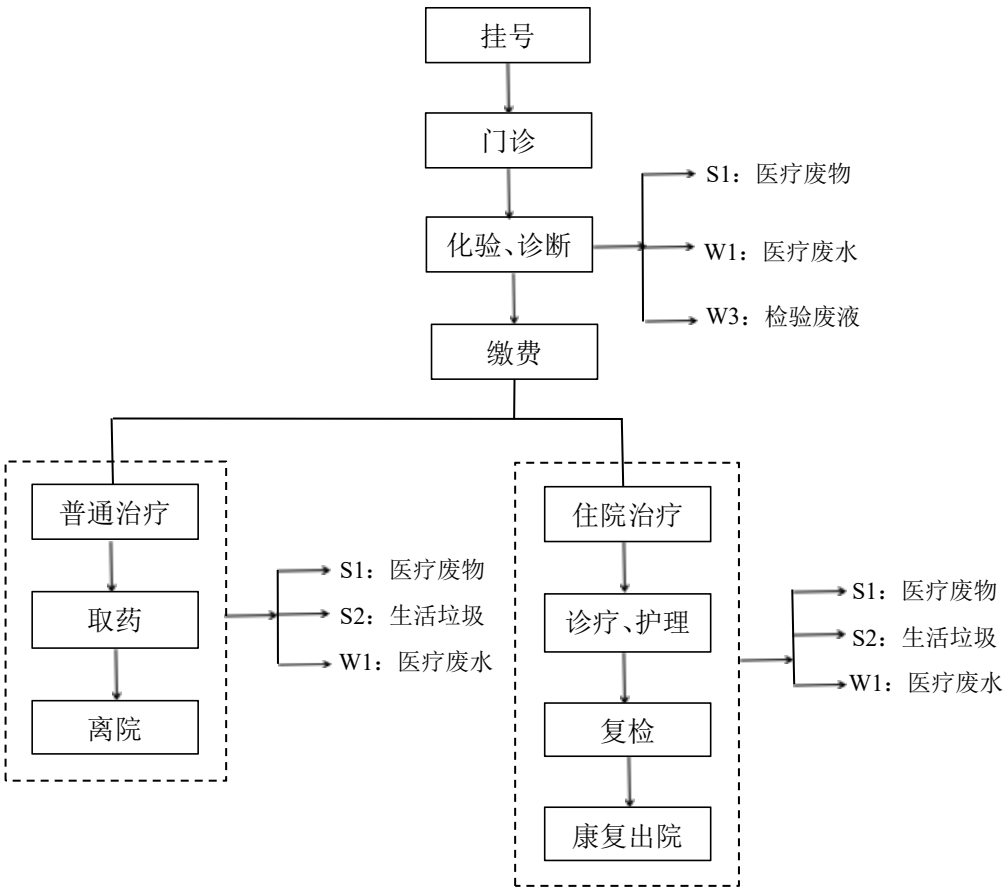 挂号
门诊
S1：医疗废物
化验、诊断
W1：医疗废水
W3：检验废液
缴费
普通治疗
取药
离院
S1：医疗废物
S2：生活垃圾
W1：医疗废水
住院治疗
诊疗、护理
复检
康复出院
S1：医疗废物
S2：生活垃圾
W1：医疗废水